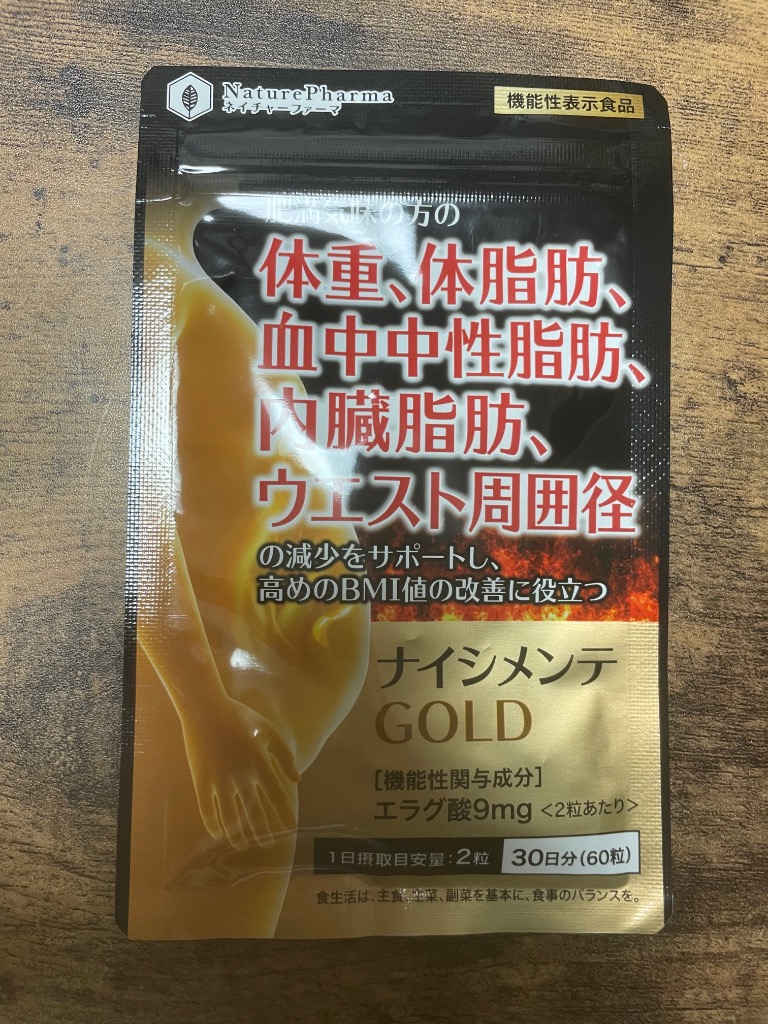 NaturePharma
ネイチャーファーマ
機能性表示食品
肥満気味の方の
体重、体脂肪、
血中中性脂肪、
内臓脂肪、
ウエスト周囲径
の減少をサポートし、
高めのBMI値の改善に役立つ
ナイシメンテ
GOLD
[機能性関与成分]
エラグ酸9mg <2粒あたり>
1日摂取目安量:2粒 30日分(60粒)
食生活は、主食、主菜、副菜を基本に、食事のバランスを。